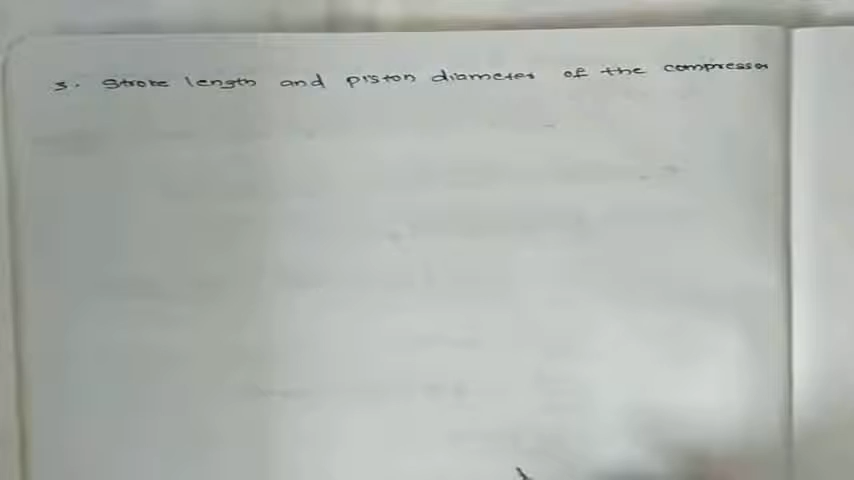 3. Stroke length and piston diameter of the compressor